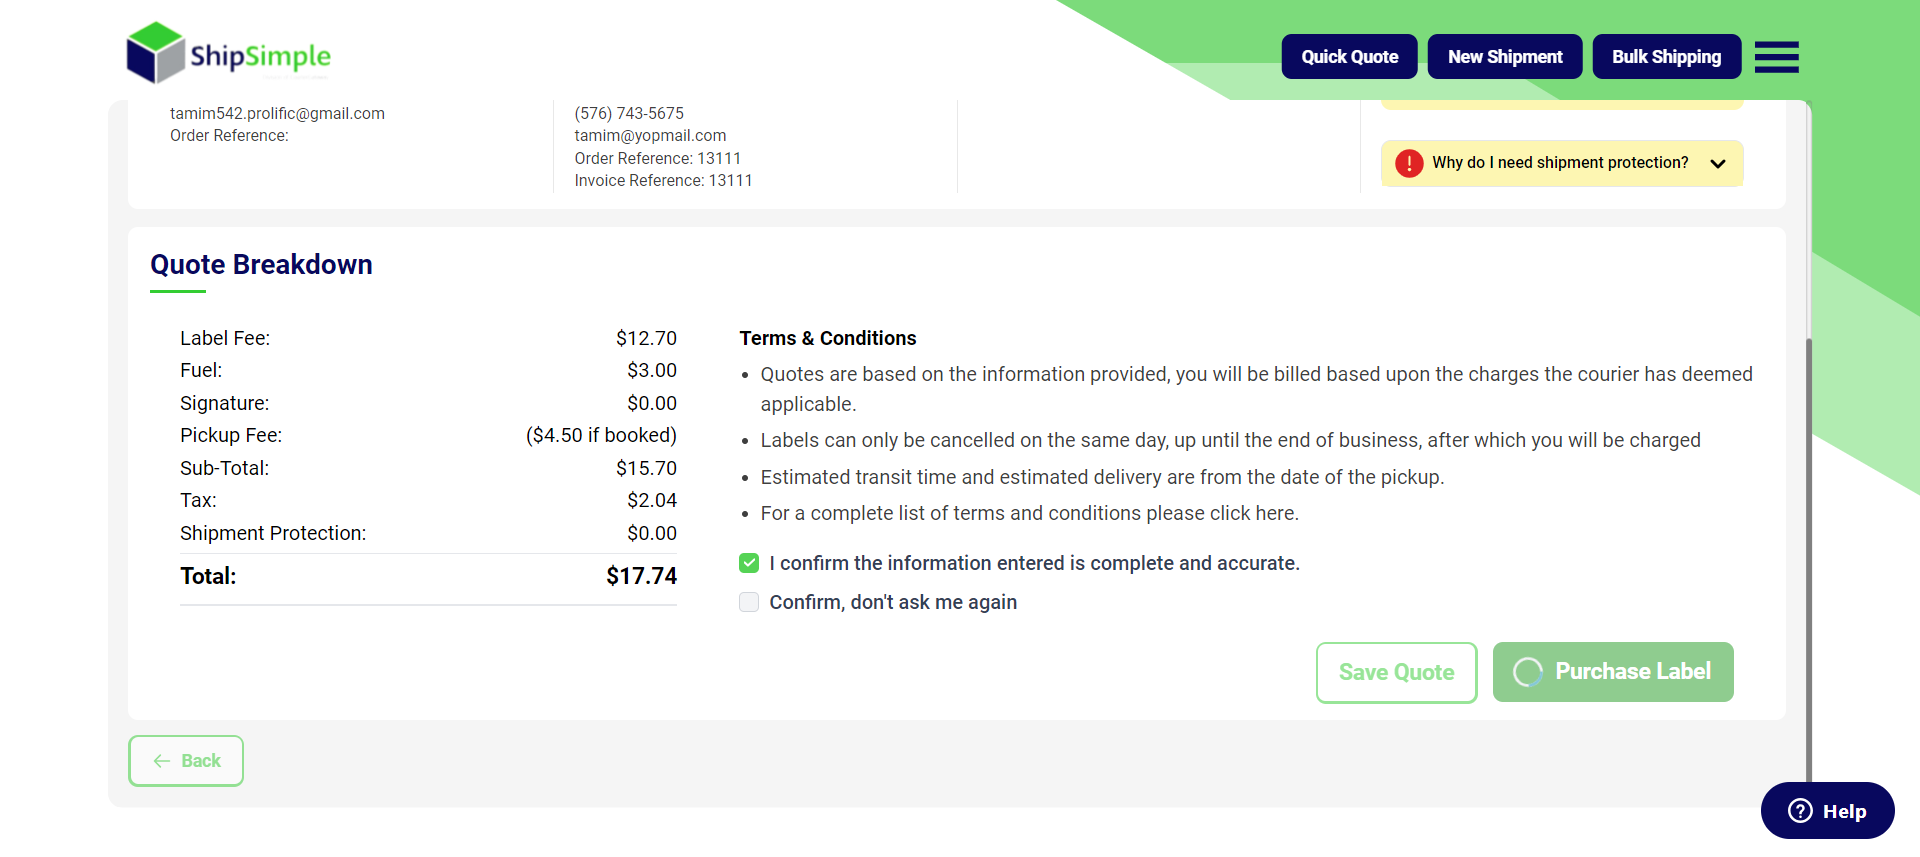 ShipSimple
Quick Quote
New Shipment
Bulk Shipping
tamim542.prolific@gmail.com
Order Reference:
(576) 743-5675
tamim@yopmail.com
Order Reference: 13111
Invoice Reference: 13111
Why do I need shipment protection?
Quote Breakdown
Label Fee: $12.70
Fuel: $3.00
Signature: $0.00
Pickup Fee: ($4.50 if booked)
Sub-Total: $15.70
Tax: $2.04
Shipment Protection: $0.00
Total: $17.74
Terms & Conditions
Quotes are based on the information provided, you will be billed based upon the charges the courier has deemed
applicable.
Labels can only be cancelled on the same day, up until the end of business, after which you will be charged
Estimated transit time and estimated delivery are from the date of the pickup.
For a complete list of terms and conditions please click here.
I confirm the information entered is complete and accurate.
Confirm, don't ask me again
Save Quote
Purchase Label
Back
Help